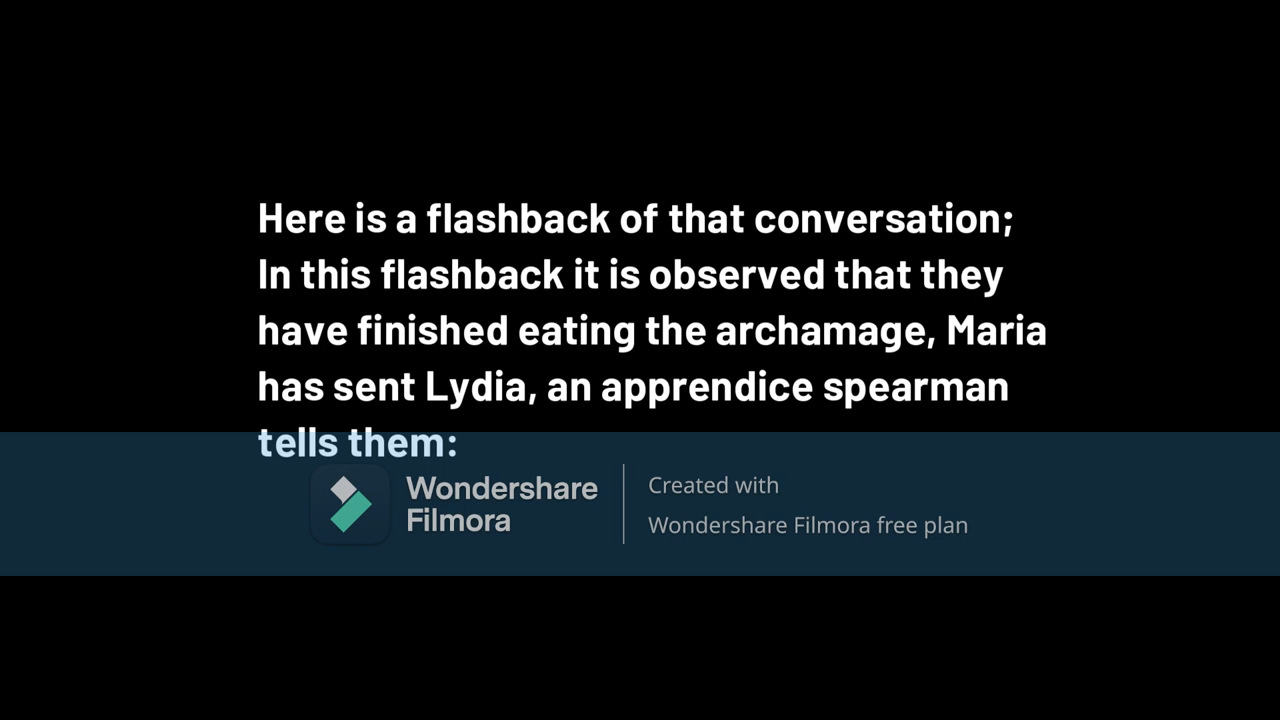 Here is a flashback of that conversation;
In this flashback it is observed that they
have finished eating the archamage, Maria
has sent Lydia, an apprendice spearman
tells them:
Wondershare
Filmora
Created with
Wondershare Filmora free plan